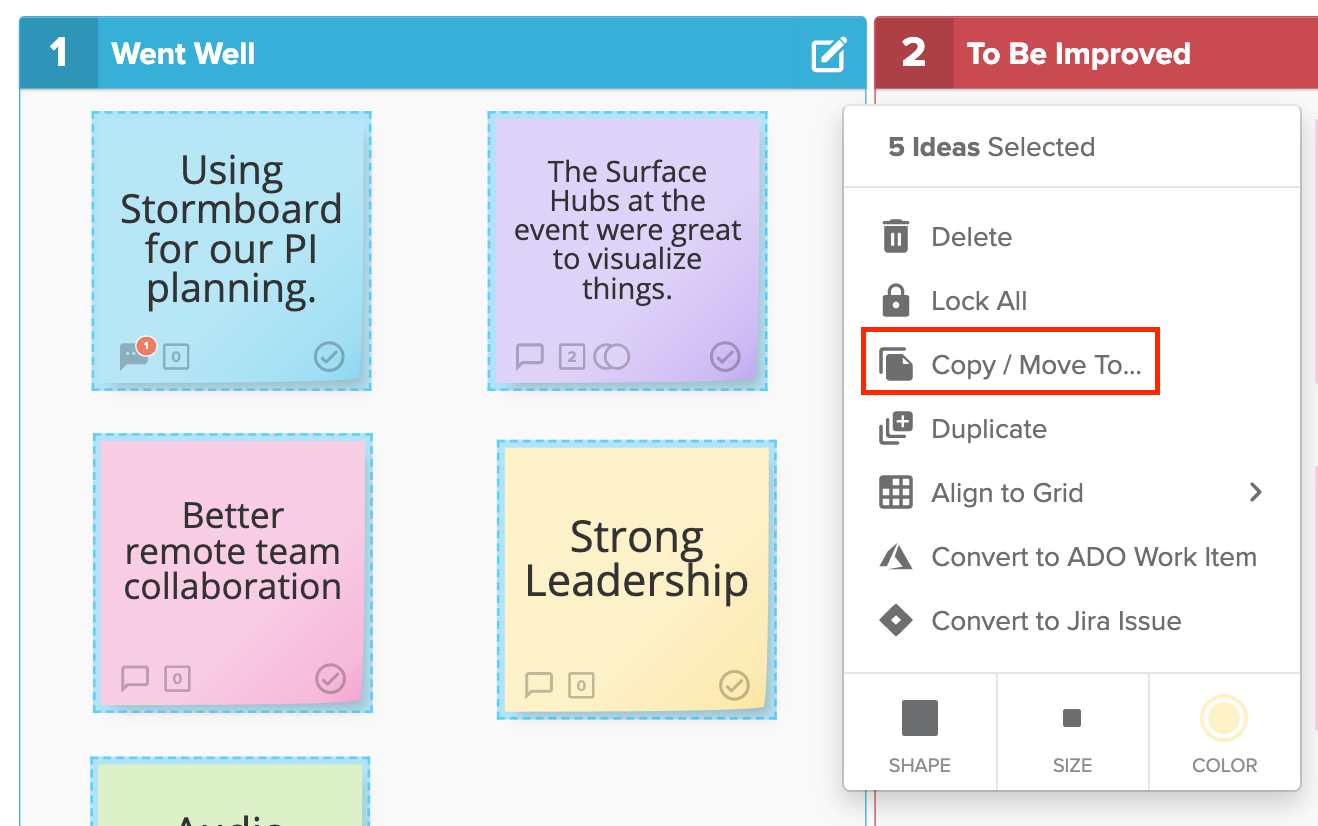 1 Went Well
2 To Be Improved
Using
Stormboard
for our PI
planning.
1
0
The Surface
Hubs at the
event were great
to visualize
things.
2
Better
remote team
collaboration
0
Strong
Leadership
0
Audio
5 Ideas Selected
Delete
Lock All
Copy / Move To...
Duplicate
Align to Grid
Convert to ADO Work Item
Convert to Jira Issue
SHAPE
SIZE
COLOR